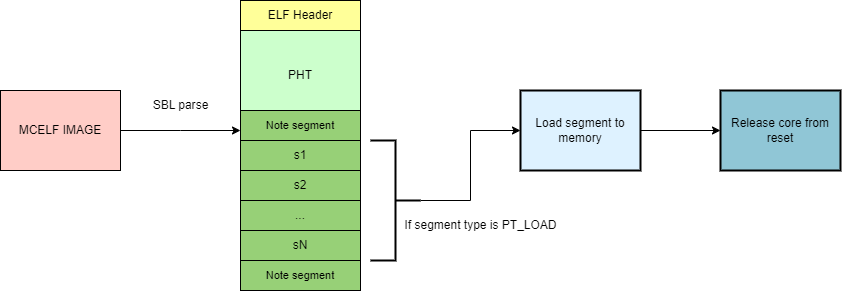 ELF Header
PHT
SBL parse
MCELF IMAGE
Note segment
s1
s2
...
sN
Note segment
If segment type is PT_LOAD
Load segment to
memory
Release core from
reset